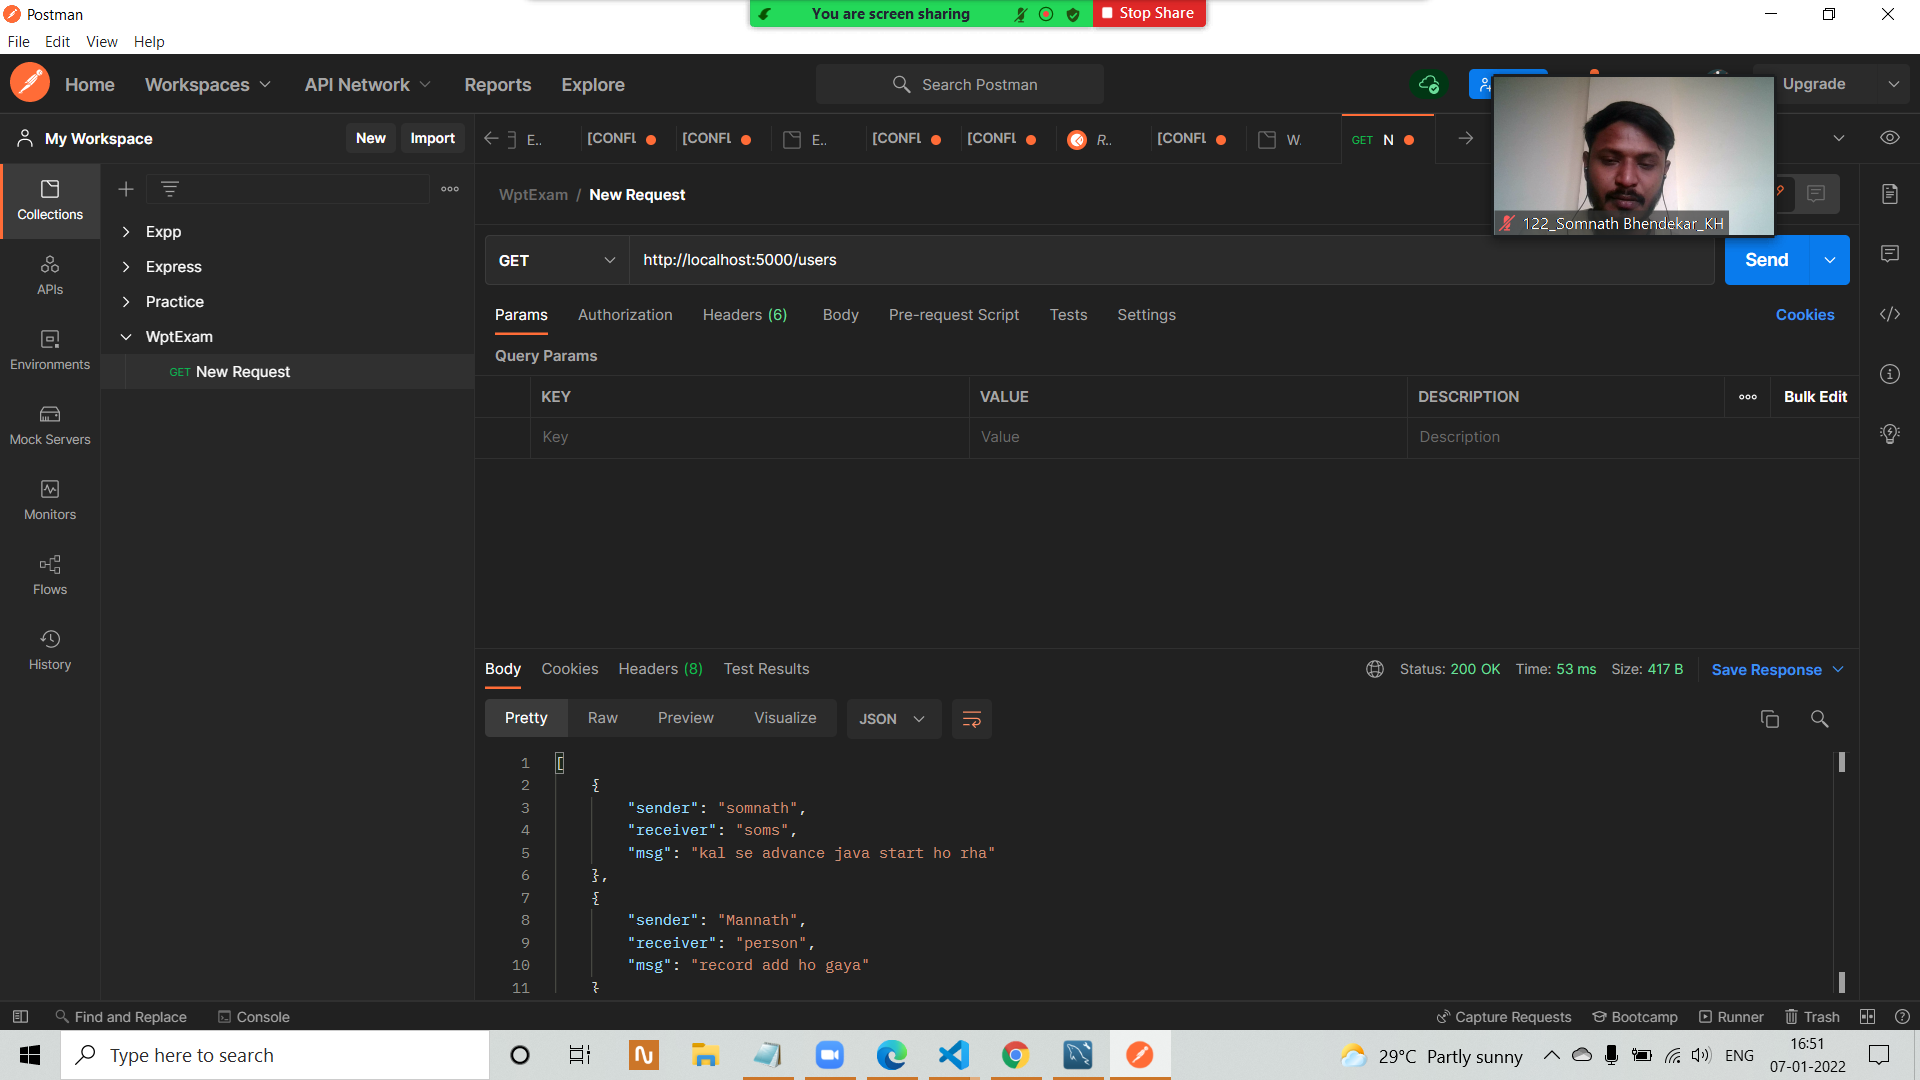 Postman
You are screen sharing
Stop Share
File Edit View Help
Home Workspaces API Network Reports Explore
Search Postman
Upgrade
My Workspace
New Import
E..
[CONFL
[CONFL
E..
[CONFL
[CONFL
R..
[CONFL
W
GET N
Collections
APIs
Environments
Mock Servers
Monitors
Flows
History
Expp
Express
Practice
WptExam
GET New Request
WptExam / New Request
122_Somnath Bhendekar_KH
GET
http://localhost:5000/users
Send
Params Authorization Headers (6) Body Pre-request Script Tests Settings
Cookies
Query Params
KEY VALUE DESCRIPTION
Bulk Edit
Key Value Description
Body Cookies Headers (8) Test Results
Status: 200 OK Time: 53 ms Size: 417 B
Save Response
Pretty Raw Preview Visualize JSON
1 [
2 {
3 "sender": "somnath",
4 "receiver": "soms",
5 "msg": "kal se advance java start ho rha"
6 },
7 {
8 "sender": "Mannath",
9 "receiver": "person",
10 "msg": "record add ho gaya"
11 }
Find and Replace Console
Capture Requests Bootcamp Runner Trash
Type here to search
29°C Partly sunny
ENG
16:51
07-01-2022